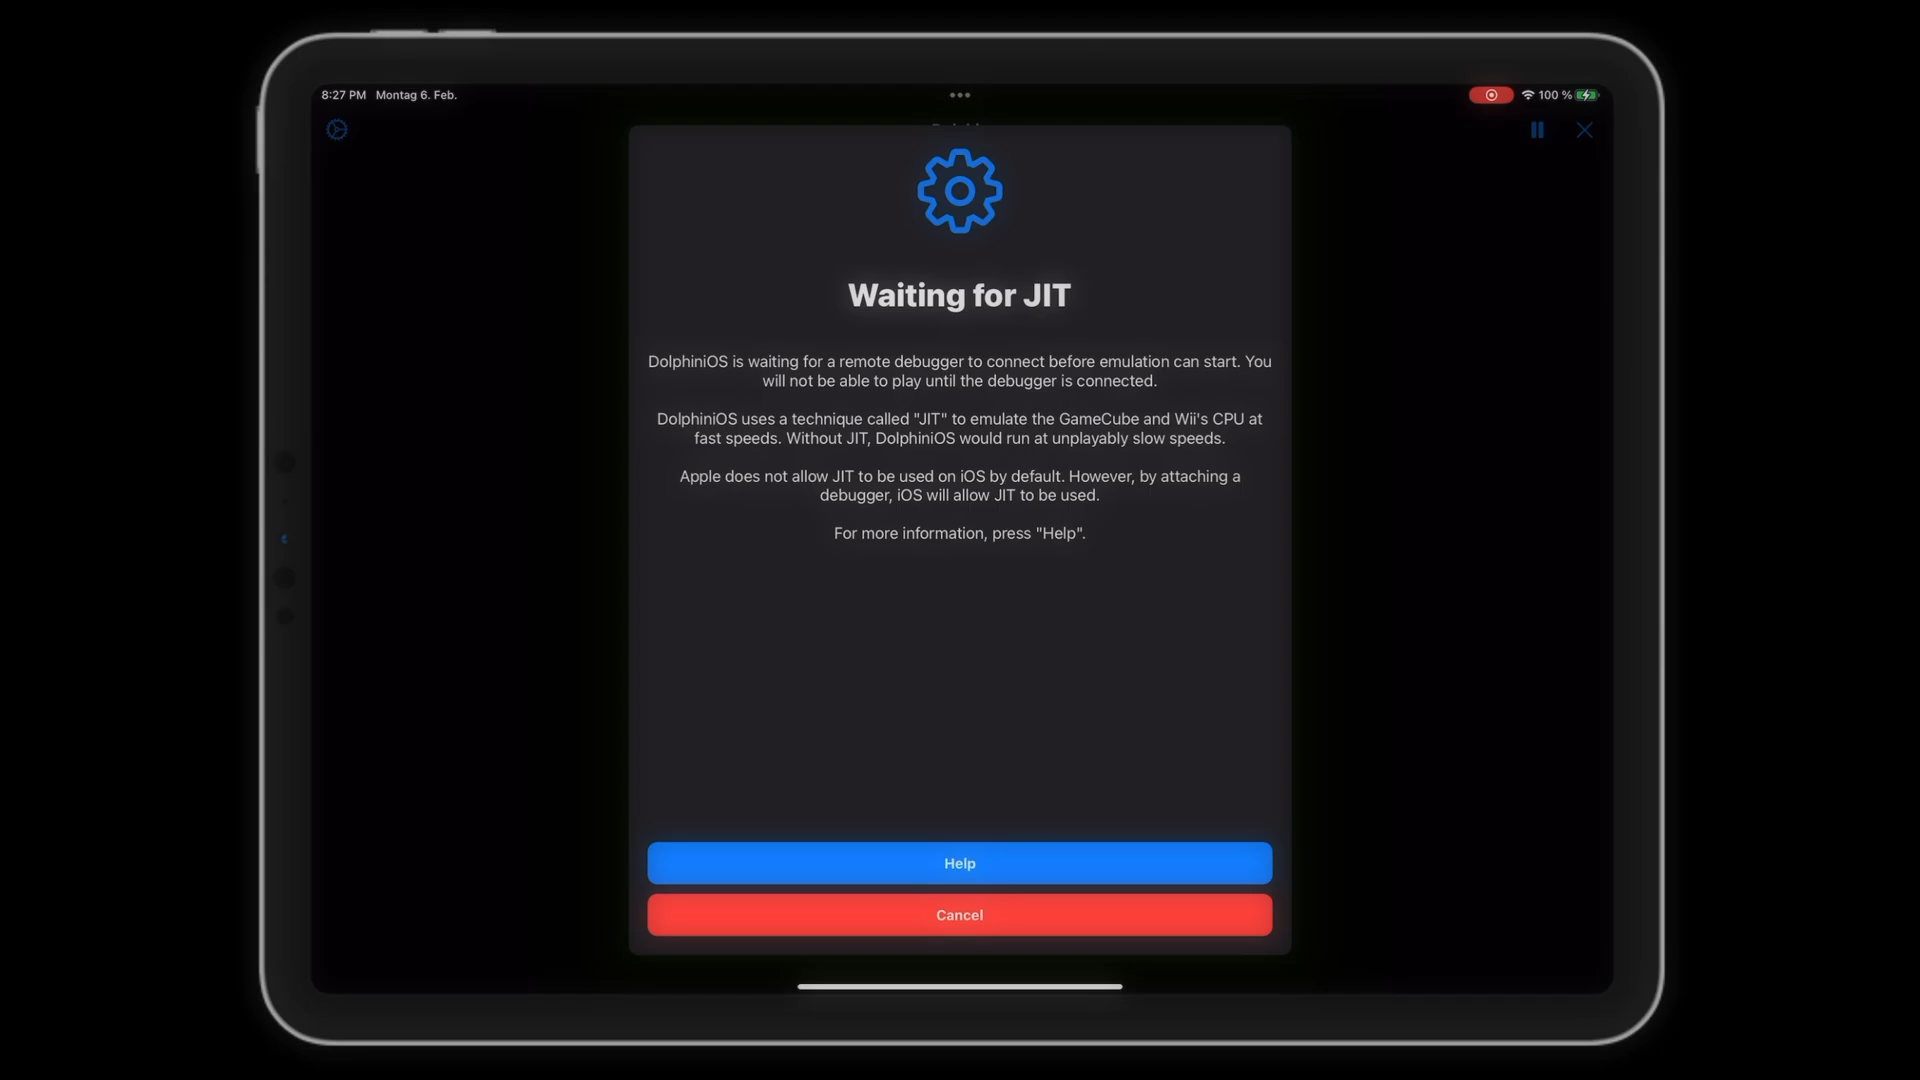 8:27 PM Montag 6. Feb.
100 %
Waiting for JIT
DolphiniOS is waiting for a remote debugger to connect before emulation can start. You
will not be able to play until the debugger is connected.
DolphiniOS uses a technique called "JIT" to emulate the GameCube and Wii's CPU at
fast speeds. Without JIT, DolphiniOS would run at unplayably slow speeds.
Apple does not allow JIT to be used on iOS by default. However, by attaching a
debugger, iOS will allow JIT to be used.
For more information, press "Help".
Help
Cancel